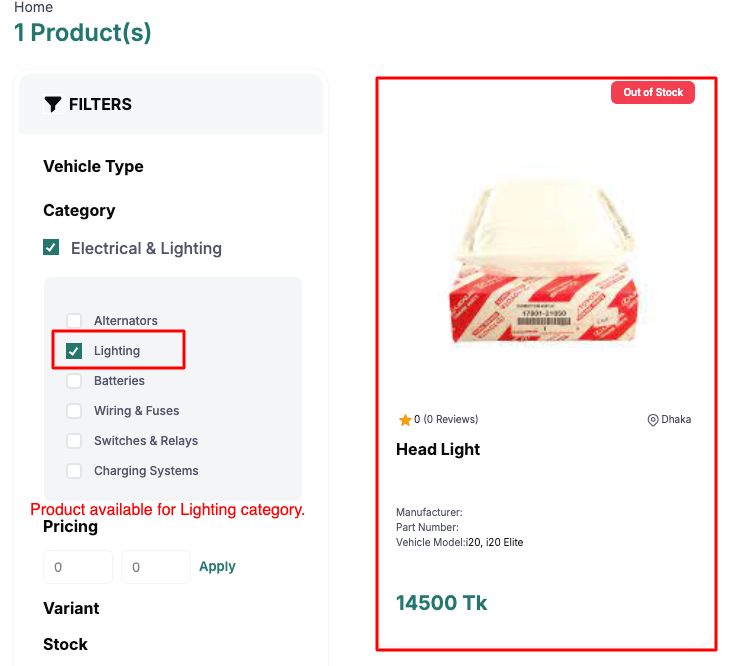 Home
1 Product(s)
FILTERS
Vehicle Type
Category
Electrical & Lighting
Alternators
Lighting
Batteries
Wiring & Fuses
Switches & Relays
Charging Systems
Product available for Lighting category.
Pricing
0
0
Apply
Variant
Stock
Out of Stock
17801-21050
0 (0 Reviews)
Dhaka
Head Light
Manufacturer:
Part Number:
Vehicle Model:i20, i20 Elite
14500 Tk